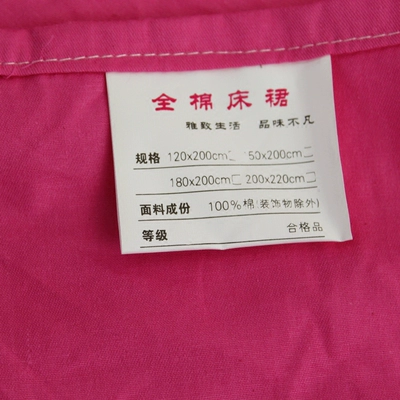 全棉床裙
雅致生活 品味不凡
规格 120x200cm□ 150x200cm□
180x200cm□ 200x220cm□
面料成份 100%棉(装饰物除外)
等级 合格品